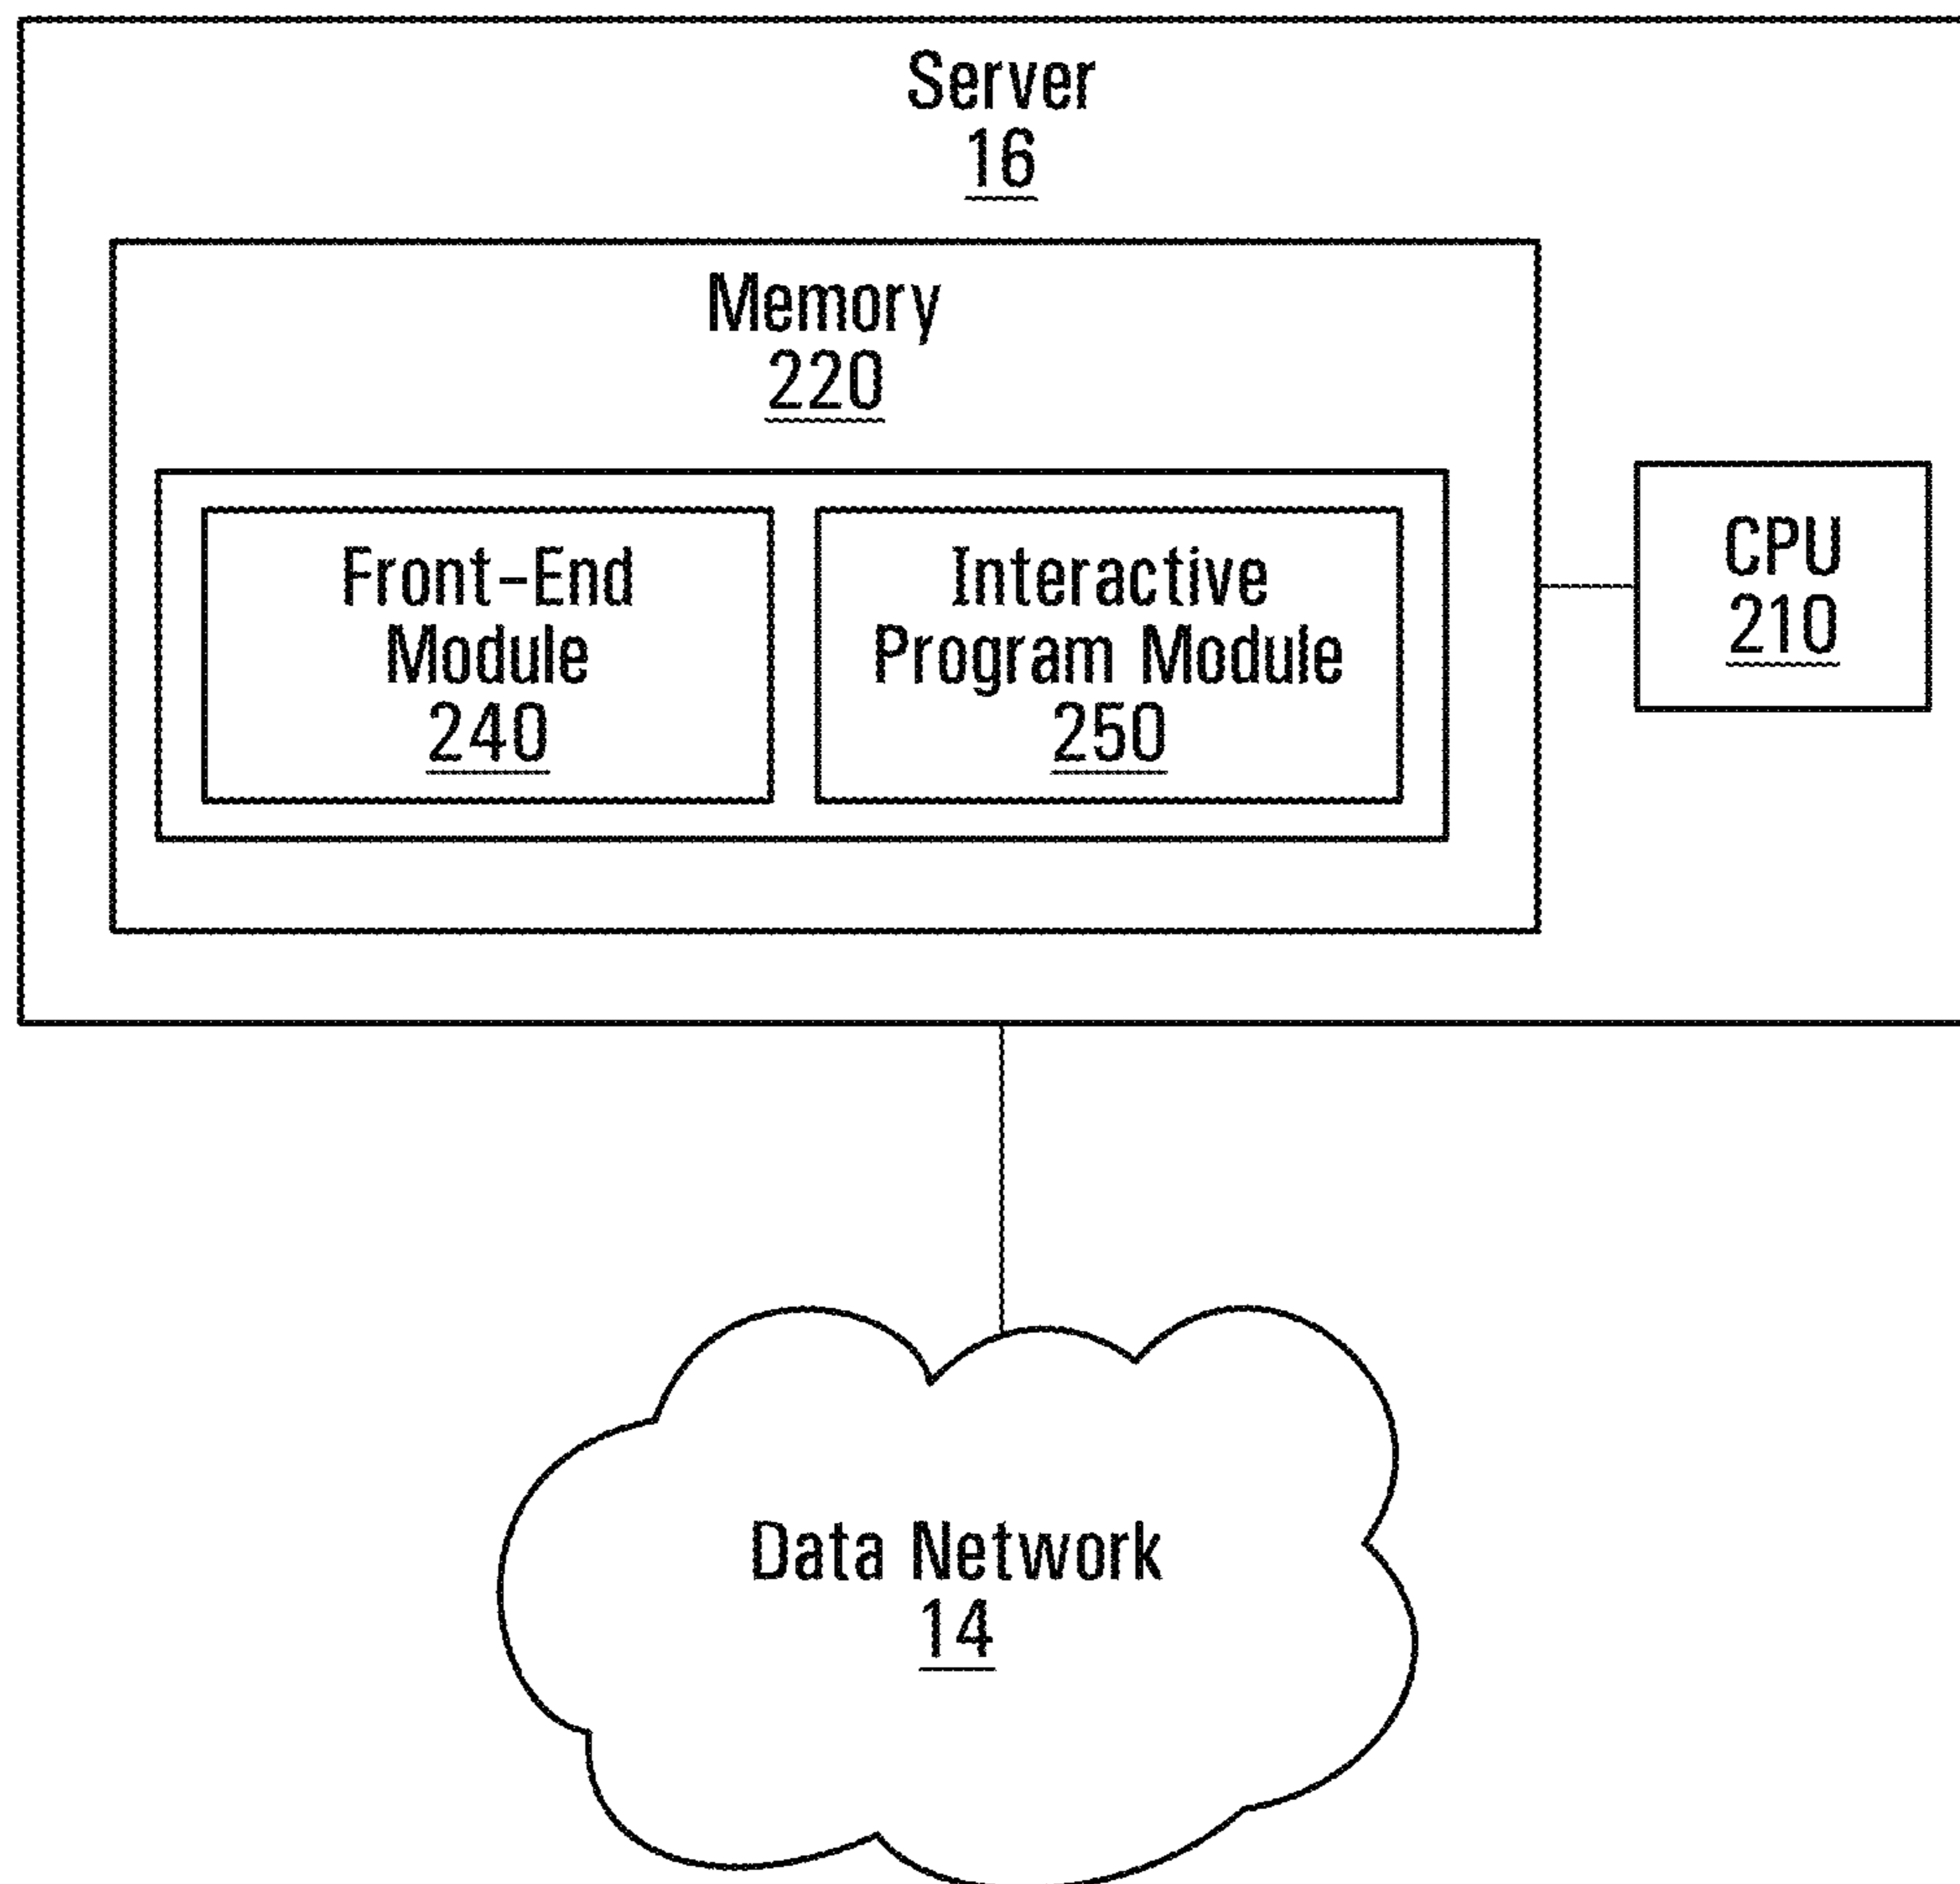 Server
16
Memory
220
Front-End
Module
240
Interactive
Program Module
250
CPU
210
Data Network
14